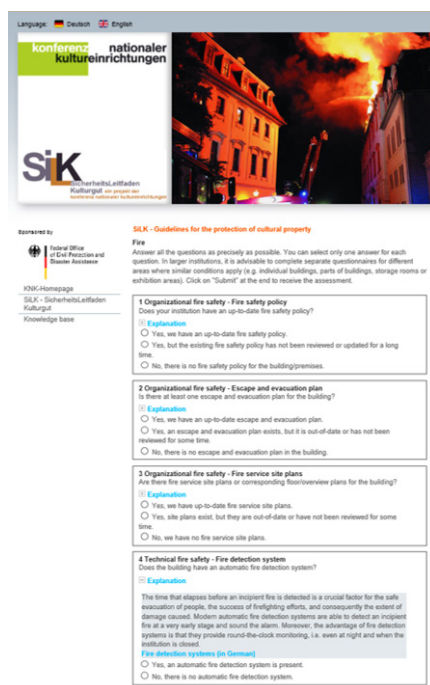 Language: Deutsch English
konferenz nationaler
kultureinrichtungen
SiLK
SicherheitsLeitfaden
Kulturgut ein projekt der
konferenz nationaler kultureinrichtungen
Sponsored by
Federal Office
of Civil Protection and
Disaster Assistance
KNK-Homepage
SiLK - SicherheitsLeitfaden
Kulturgut
Knowledge base
SiLK - Guidelines for the protection of cultural property
Fire
Answer all the questions as precisely as possible. You can select only one answer for each
question. In larger institutions, it is advisable to complete separate questionnaires for different
areas where similar conditions apply (e.g. individual buildings, parts of buildings, storage rooms or
exhibition areas). Click on "Submit" at the end to receive the assessment.
1 Organizational fire safety - Fire safety policy
Does your institution have an up-to-date fire safety policy?
Explanation
Yes, we have an up-to-date fire safety policy.
Yes, but the existing fire safety policy has not been reviewed or updated for a long
time.
No, there is no fire safety policy for the building/premises.
2 Organizational fire safety - Escape and evacuation plan
Is there at least one escape and evacuation plan for the building?
Explanation
Yes, we have an up-to-date escape and evacuation plan.
Yes, an escape and evacuation plan exists, but it is out-of-date or has not been
reviewed for some time.
No, there is no escape and evacuation plan in the building.
3 Organizational fire safety - Fire service site plans
Are there fire service site plans or corresponding floor/overview plans for the building?
Explanation
Yes, we have up-to-date fire service site plans.
Yes, site plans exist, but they are out-of-date or have not been reviewed for some
time.
No, we have no fire service site plans.
4 Technical fire safety - Fire detection system
Does the building have an automatic fire detection system?
Explanation
The time that elapses before an incipient fire is detected is a crucial factor for the safe
evacuation of people, the success of firefighting efforts, and consequently the extent of
damage caused. Modern automatic fire detection systems are able to detect an incipient
fire at a very early stage and sound the alarm. Moreover, the advantage of fire detection
systems is that they provide round-the-clock monitoring, i.e. even at night and when the
institution is closed.
Fire detection systems (in German)
Yes, an automatic fire detection system is present.
No, there is no automatic fire detection system.